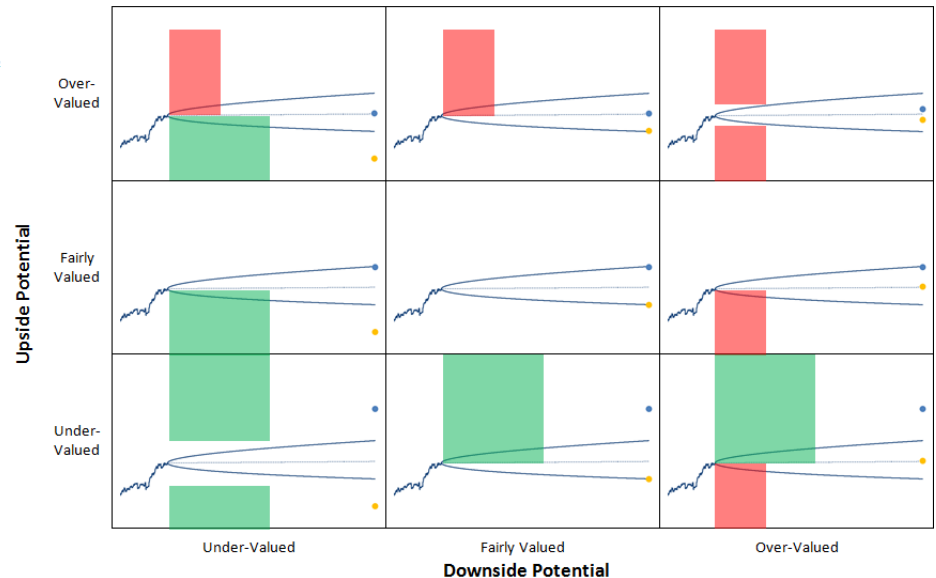 Over-
Valued
Fairly
Valued
Under-
Valued
Upside Potential
Under-Valued
Fairly Valued
Over-Valued
Downside Potential